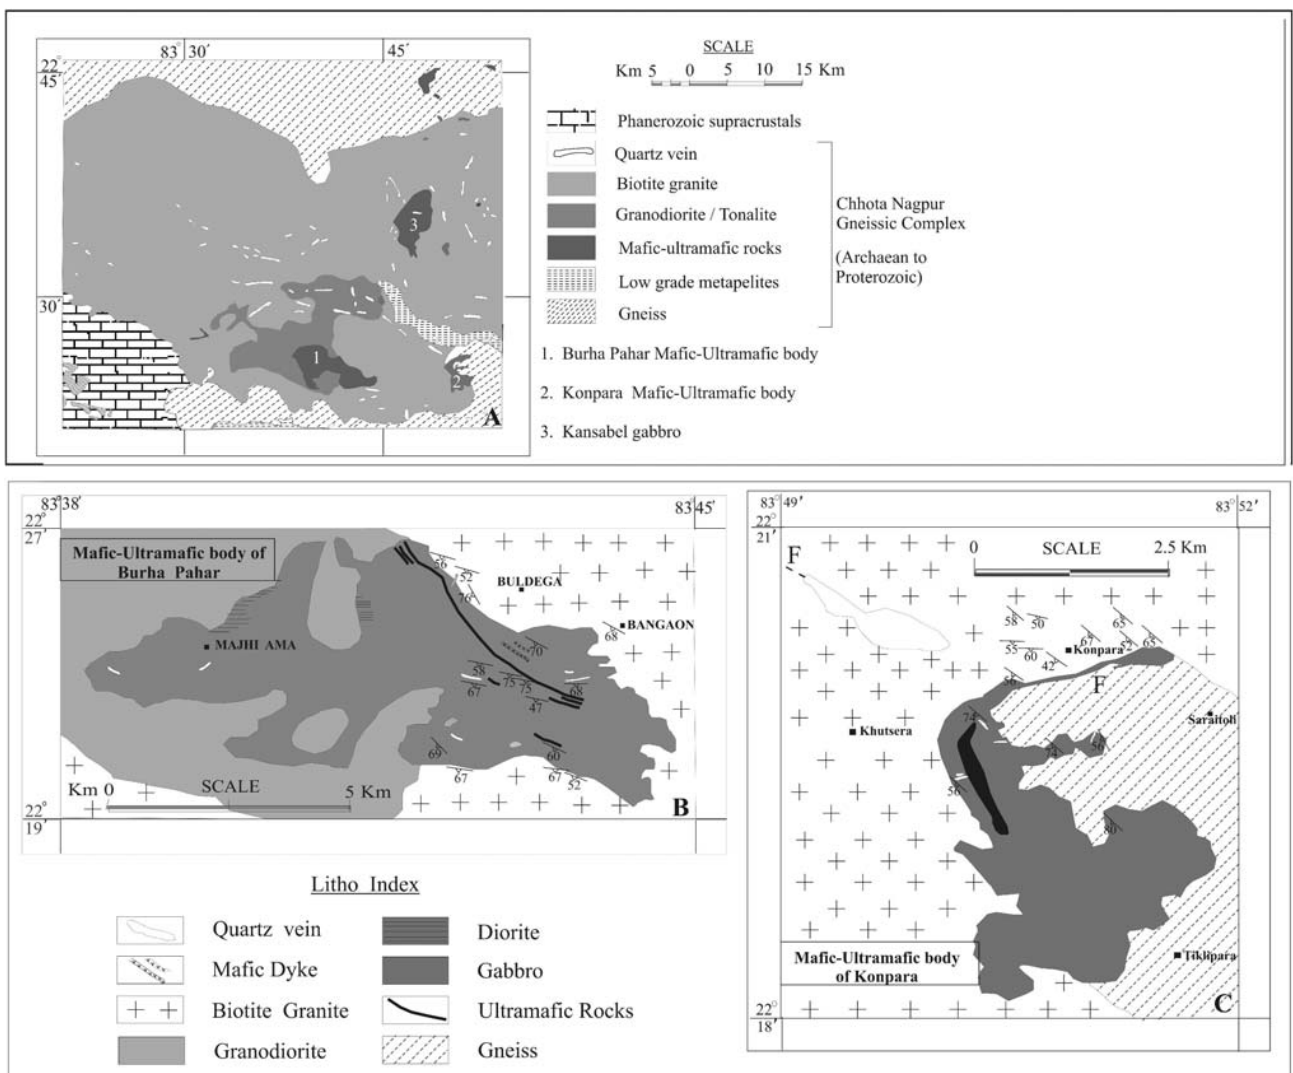 83° 30′
45′
22° 45′
30′
SCALE
Km 5 0 5 10 15 Km
Phanerozoic supracrustals
Quartz vein
Biotite granite
Granodiorite / Tonalite
Mafic-ultramafic rocks
Low grade metapelites
Gneiss
Chhota Nagpur
Gneissic Complex
(Archaean to
Proterozoic)
1. Burha Pahar Mafic-Ultramafic body
2. Konpara Mafic-Ultramafic body
3. Kansabel gabbro
3
1
2
A
83° 38′
83° 45′
22° 27′
22° 19′
Mafic-Ultramafic body of
Burha Pahar
56
52
76
BULDEGA
BANGAON
68
MAJHI AMA
70
58
67
75
75
68
47
69
60
67
67
52
SCALE
Km 0 5 Km
B
83° 49′
83° 52′
22° 21′
22° 18′
0 SCALE 2.5 Km
F
58
50
65
55
60
67
52
65
42
Konpara
56
F
Saraitoli
Khutsera
74
74
56
56
80
Tiklipara
Mafic-Ultramafic body
of Konpara
C
Litho Index
Quartz vein
Mafic Dyke
Biotite Granite
Granodiorite
Diorite
Gabbro
Ultramafic Rocks
Gneiss